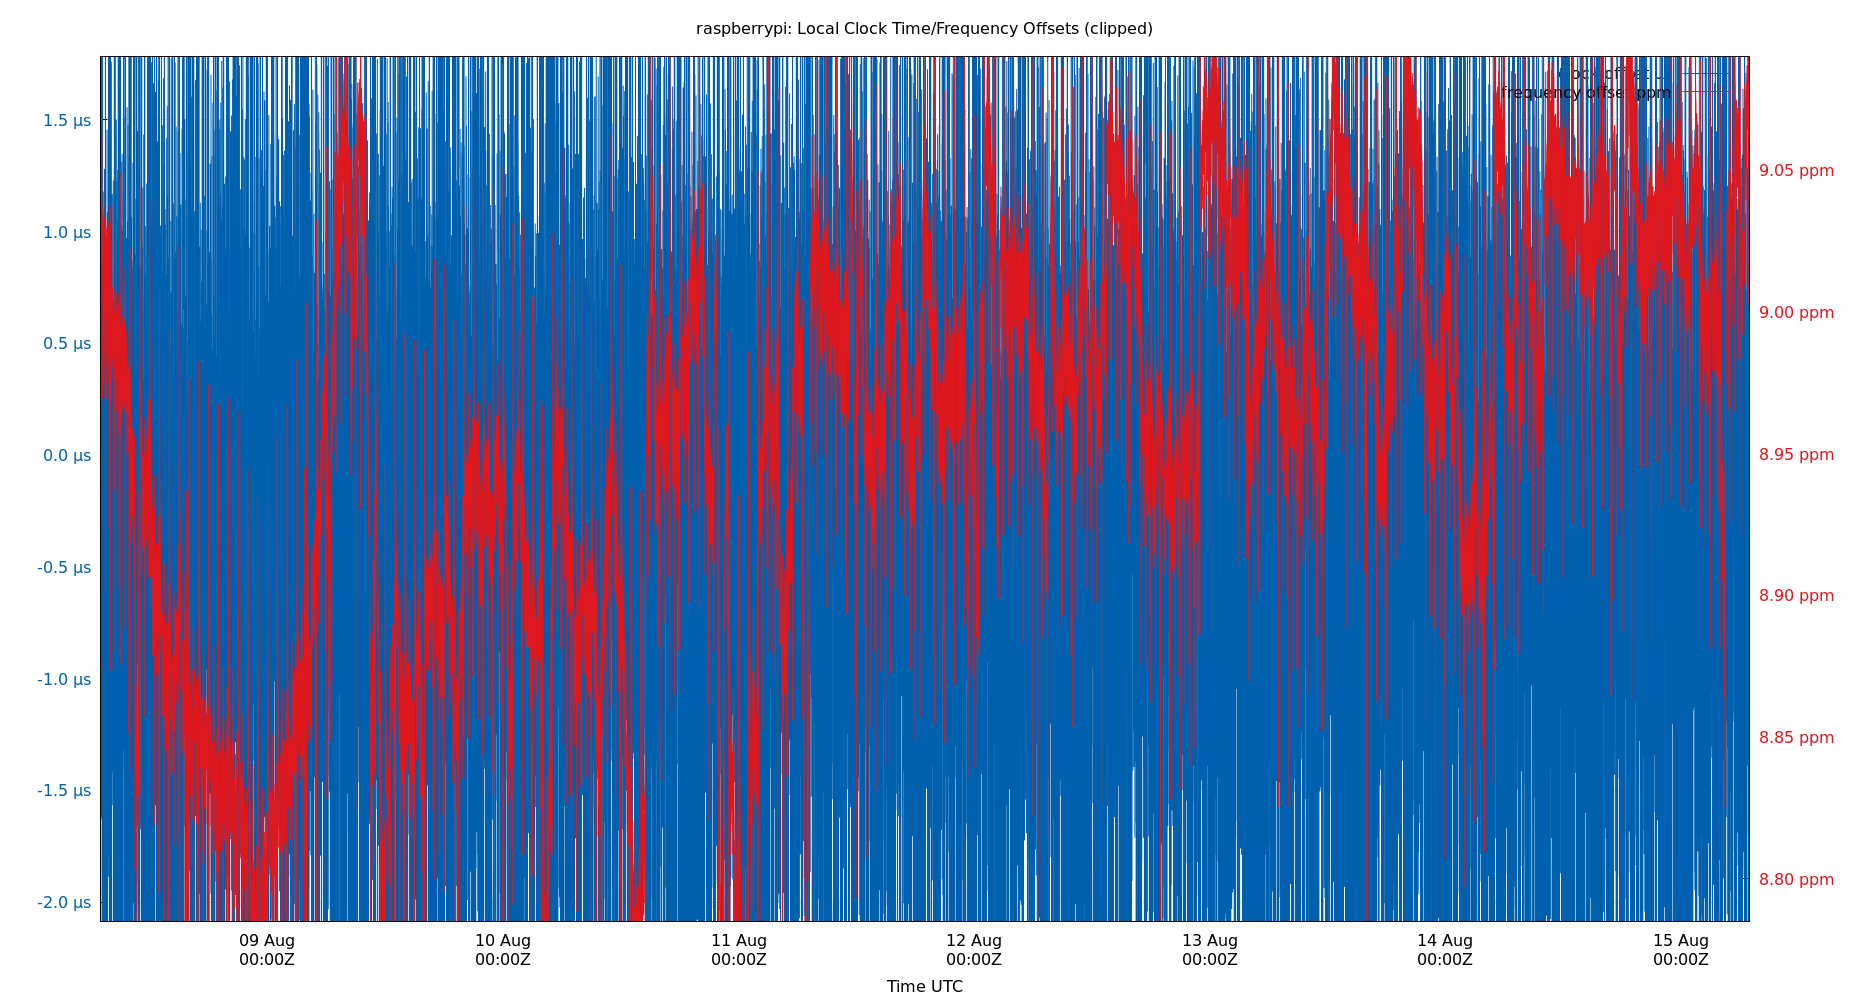 raspberrypi: Local Clock Time/Frequency Offsets (clipped)
frequency offset ppm
1.5 µs
1.0 µs
0.5 µs
0.0 µs
-0.5 µs
-1.0 µs
-1.5 µs
-2.0 µs
9.05 ppm
9.00 ppm
8.95 ppm
8.90 ppm
8.85 ppm
8.80 ppm
09 Aug
00:00Z
10 Aug
00:00Z
11 Aug
00:00Z
12 Aug
00:00Z
13 Aug
00:00Z
14 Aug
00:00Z
15 Aug
00:00Z
Time UTC